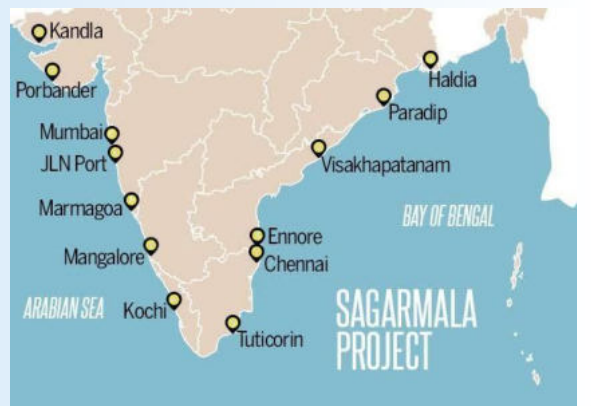 Kandla
Porbander
Haldia
Paradip
Mumbai
JLN Port
Visakhapatanam
Marmagoa
BAY OF BENGAL
Ennore
Mangalore
Chennai
ARABIAN SEA
Kochi
SAGARMALA
PROJECT
Tuticorin